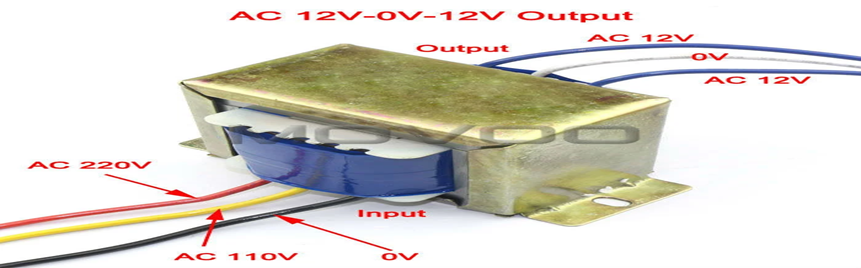 AC 12V-0V-12V Output
Output
AC 12V
0V
AC 12V
AC 220V
Input
AC 110V
0V